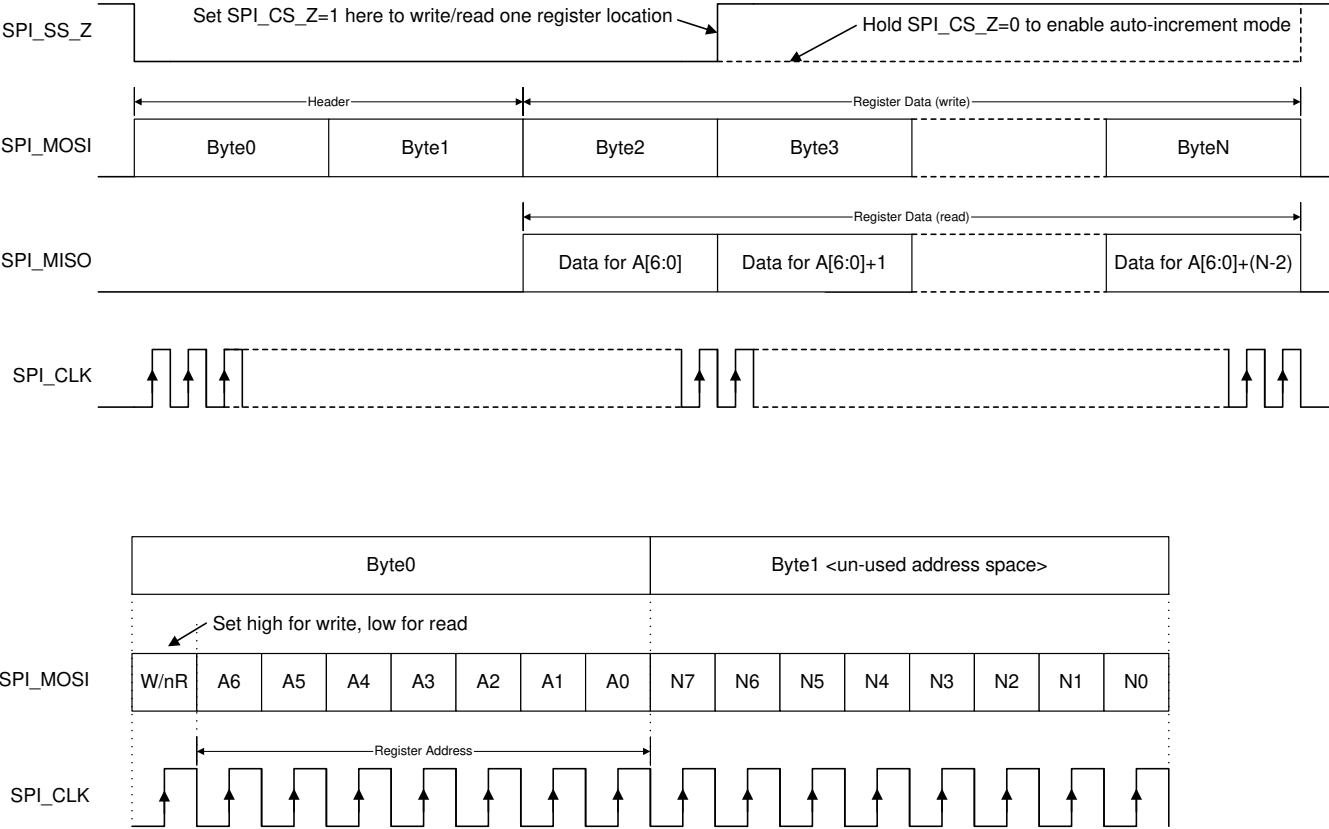 Set SPI_CS_Z=1 here to write/read one register location
Hold SPI_CS_Z=0 to enable auto-increment mode
SPI_SS_Z
Header
Register Data (write)
SPI_MOSI
Byte0 Byte1 Byte2 Byte3 ByteN
Register Data (read)
SPI_MISO
Data for A[6:0] Data for A[6:0]+1 Data for A[6:0]+(N-2)
SPI_CLK
Byte0 Byte1 <un-used address space>
Set high for write, low for read
SPI_MOSI
W/nR A6 A5 A4 A3 A2 A1 A0 N7 N6 N5 N4 N3 N2 N1 N0
Register Address
SPI_CLK